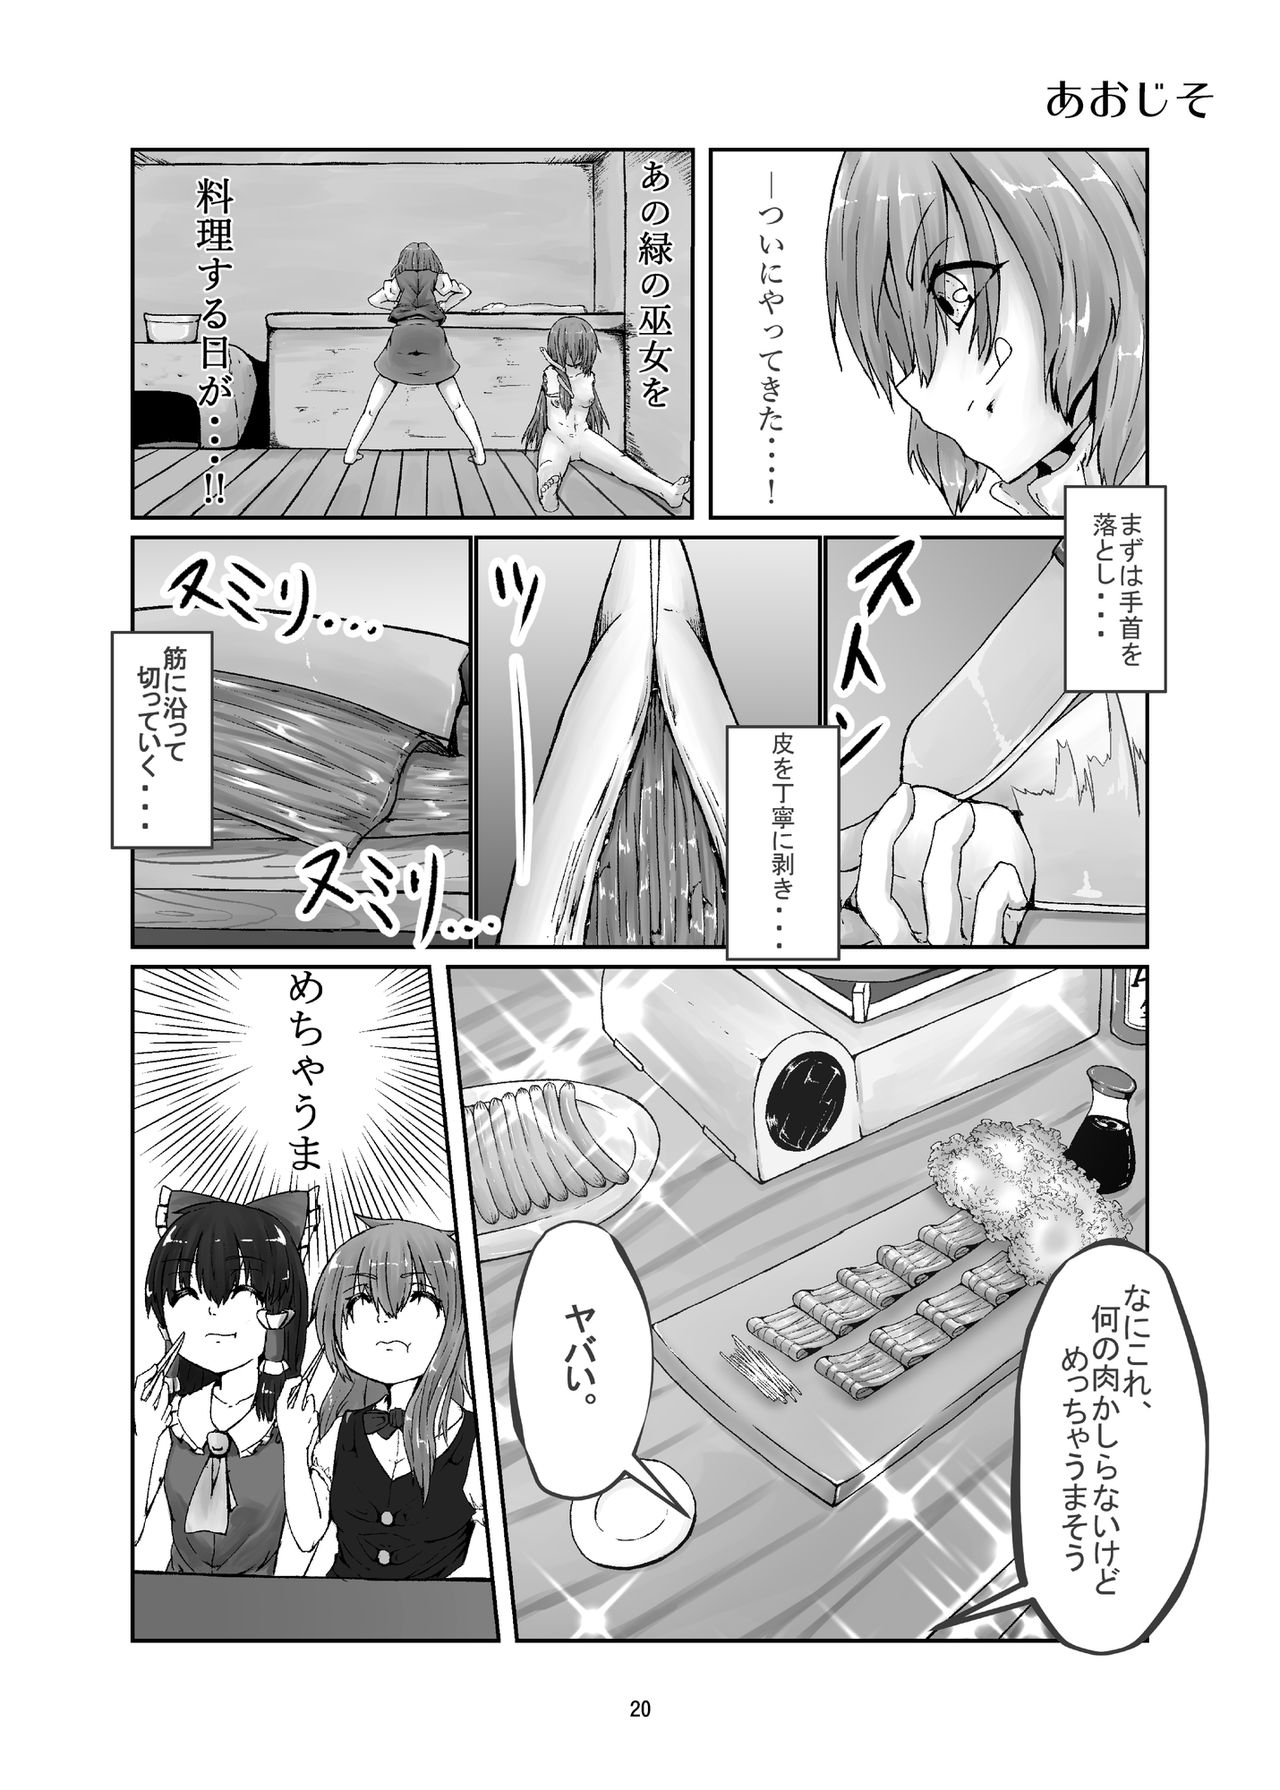 あおじそ
―ついにやってきた・・・・！
あの緑の巫女を
料理する日が・・・・!!
まずは手首を
落とし・・・
スイン
皮を丁寧に剥き・・・・
ツ――
ヌミリ・・・
筋に沿って
切っていく・・・・
ヌミリ・・・
なにこれ、
何の肉かしらないけど
めっちゃうまそう
ヤバい。
めちゃうま
20